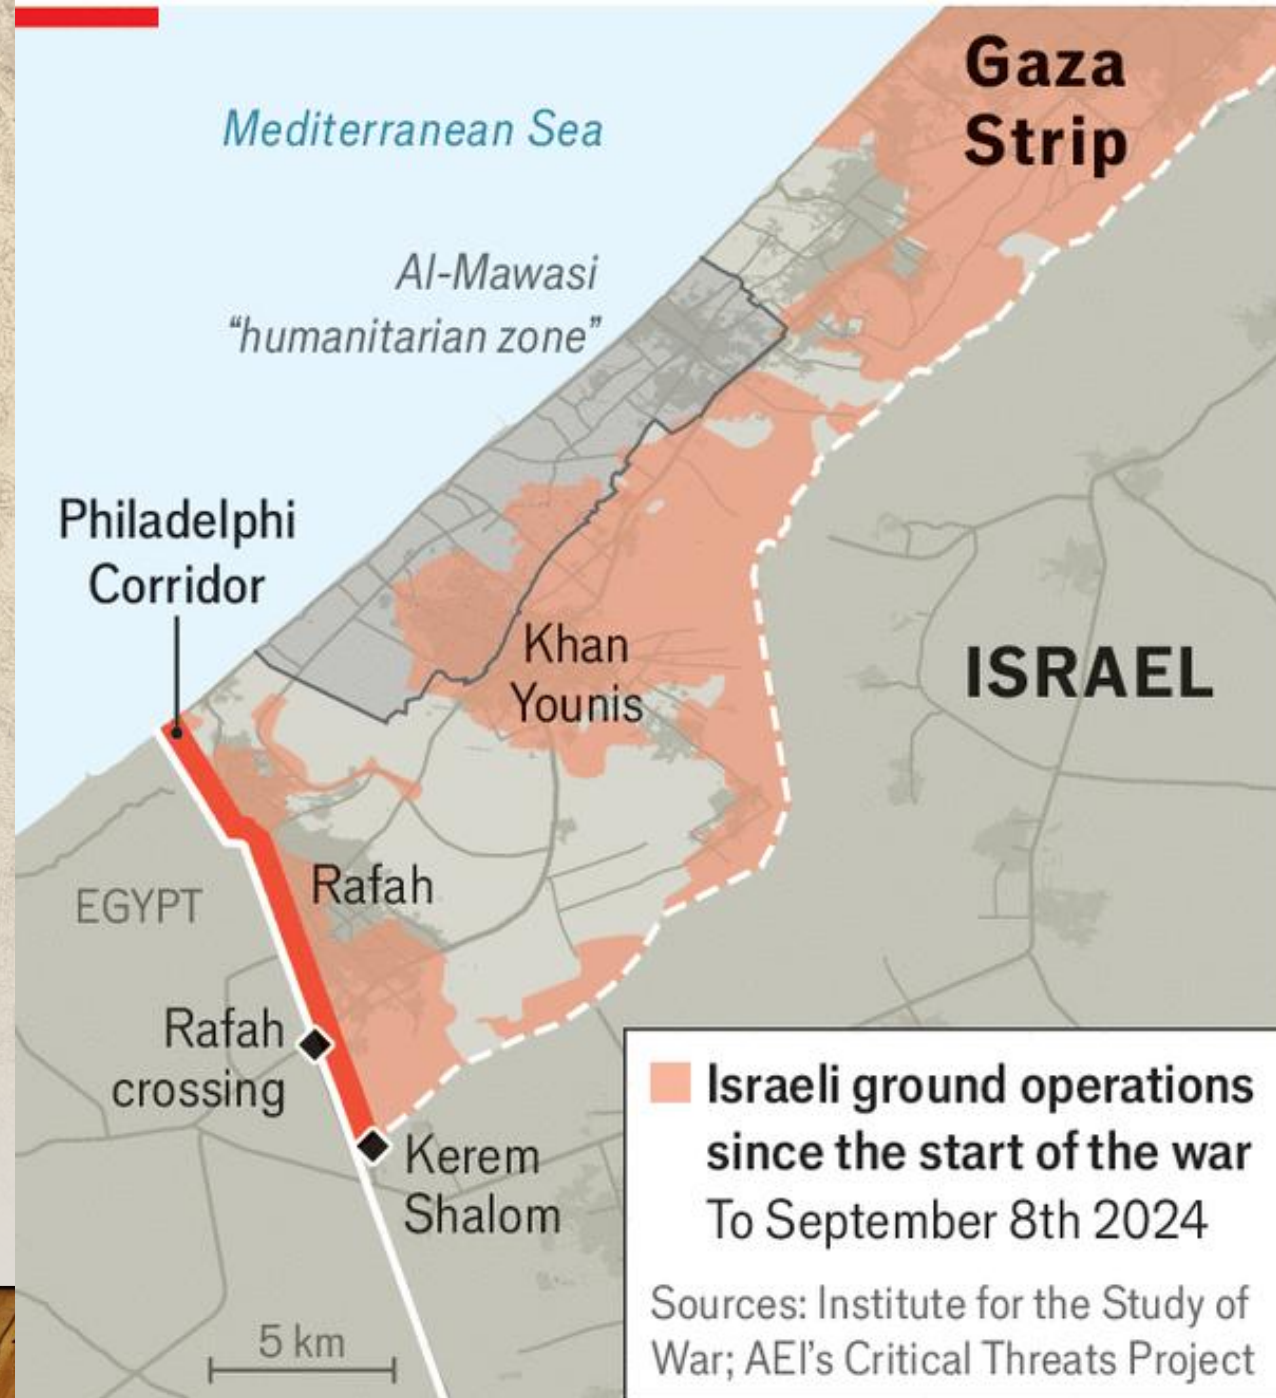 Gaza
Strip
Mediterranean Sea
Al-Mawasi
“humanitarian zone”
Philadelphi
Corridor
Khan
Younis
ISRAEL
Rafah
EGYPT
Rafah
crossing
Kerem
Shalom
5 km
Israeli ground operations
since the start of the war
To September 8th 2024
Sources: Institute for the Study of
War; AEI’s Critical Threats Project